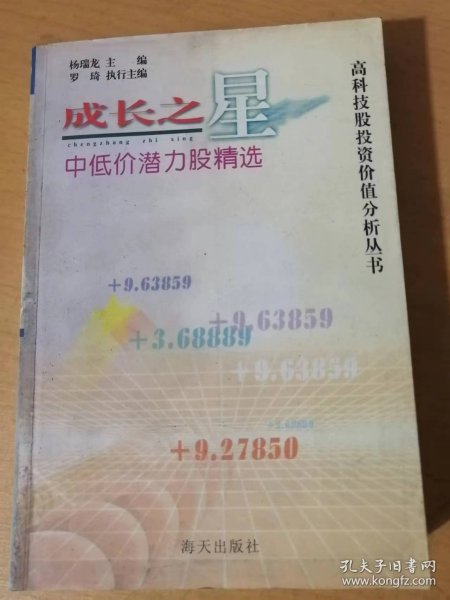 杨瑞龙 主 编
罗 琦 执行主编
成长之星
chengzhang zhi xing
中低价潜力股精选
高科技股投资价值分析丛书
+9.63859
+9.63859
+3.68889
+9.63859
+9.27850
海天出版社
孔夫子旧书网
www.kongfz.com